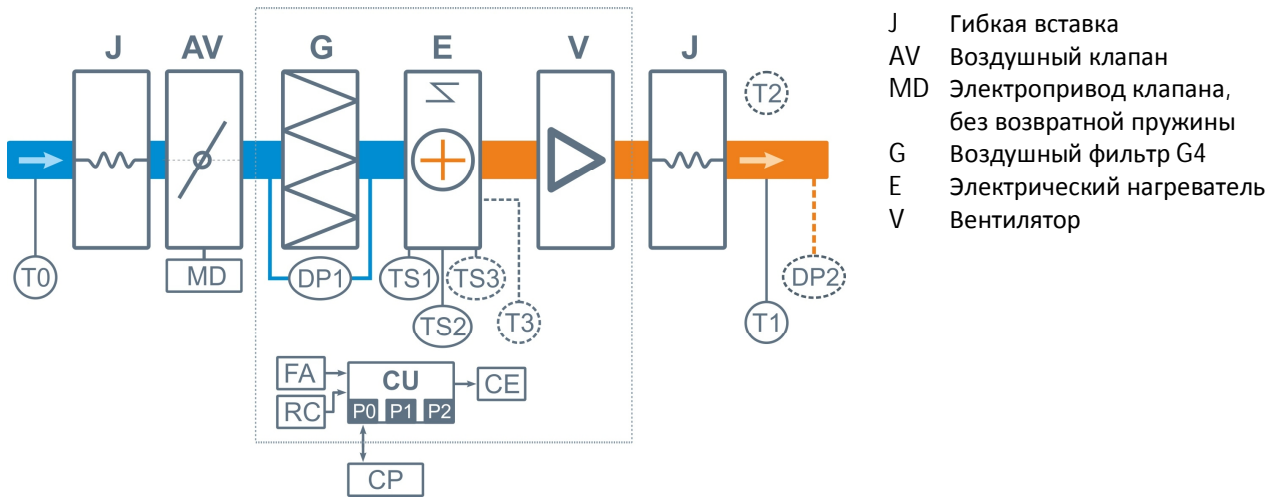 J AV G E V J
T2
T0 MD DP1 TS1 TS3 DP2
TS2 T3 T1
FA CU CE
RC P0 P1 P2
CP
J Гибкая вставка
AV Воздушный клапан
MD Электропривод клапана,
без возвратной пружины
G Воздушный фильтр G4
E Электрический нагреватель
V Вентилятор